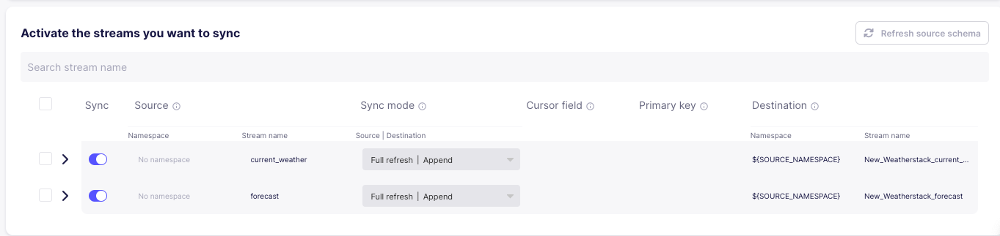 Activate the streams you want to sync
Refresh source schema
Search stream name
Sync Source Sync mode Cursor field Primary key Destination
Namespace Stream name Source | Destination Namespace Stream name
No namespace current_weather Full refresh | Append ${SOURCE_NAMESPACE} New_Weatherstack_current_...
No namespace forecast Full refresh | Append ${SOURCE_NAMESPACE} New_Weatherstack_forecast